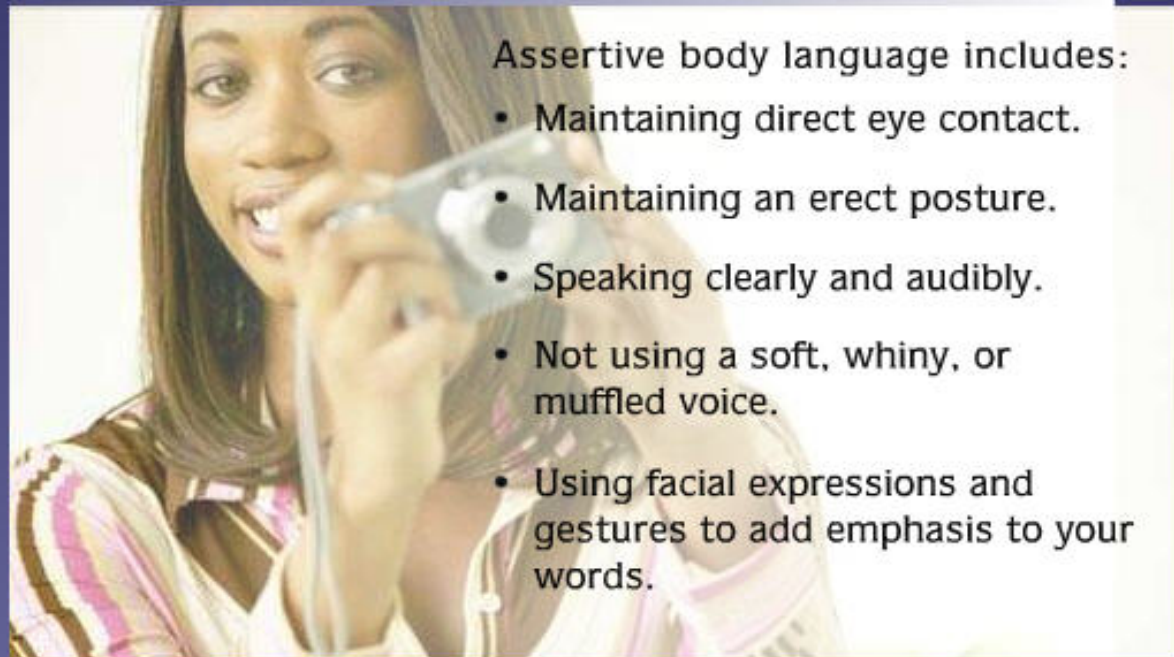 Assertive body language includes:
• Maintaining direct eye contact.
• Maintaining an erect posture.
• Speaking clearly and audibly.
• Not using a soft, whiny, or
muffled voice.
• Using facial expressions and
gestures to add emphasis to your
words.